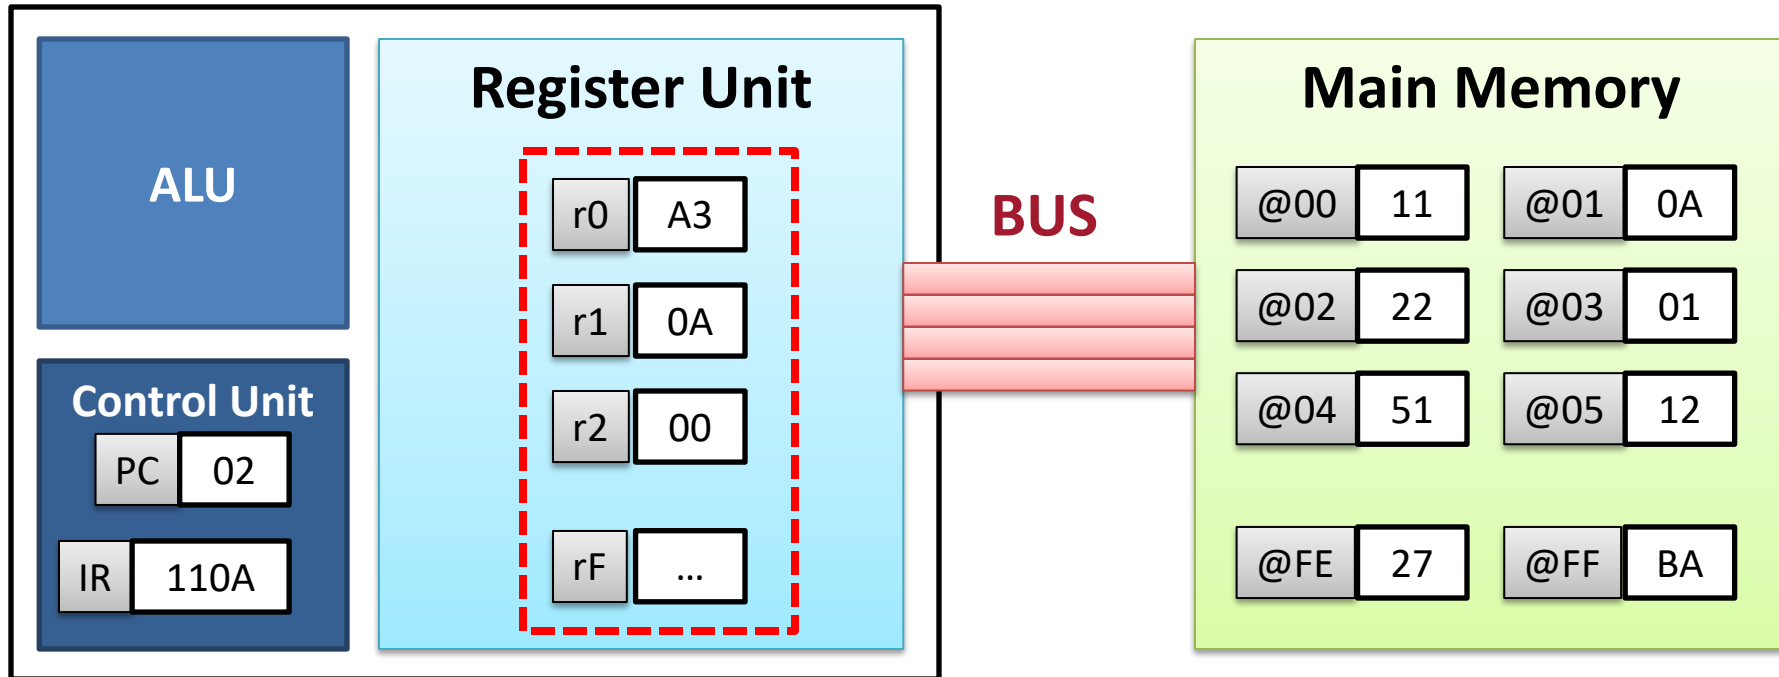 ALU
Control Unit
PC 02
IR 110A
Register Unit
r0 A3
r1 0A
r2 00
rF ...
BUS
Main Memory
@00 11 @01 0A
@02 22 @03 01
@04 51 @05 12
@FE 27 @FF BA